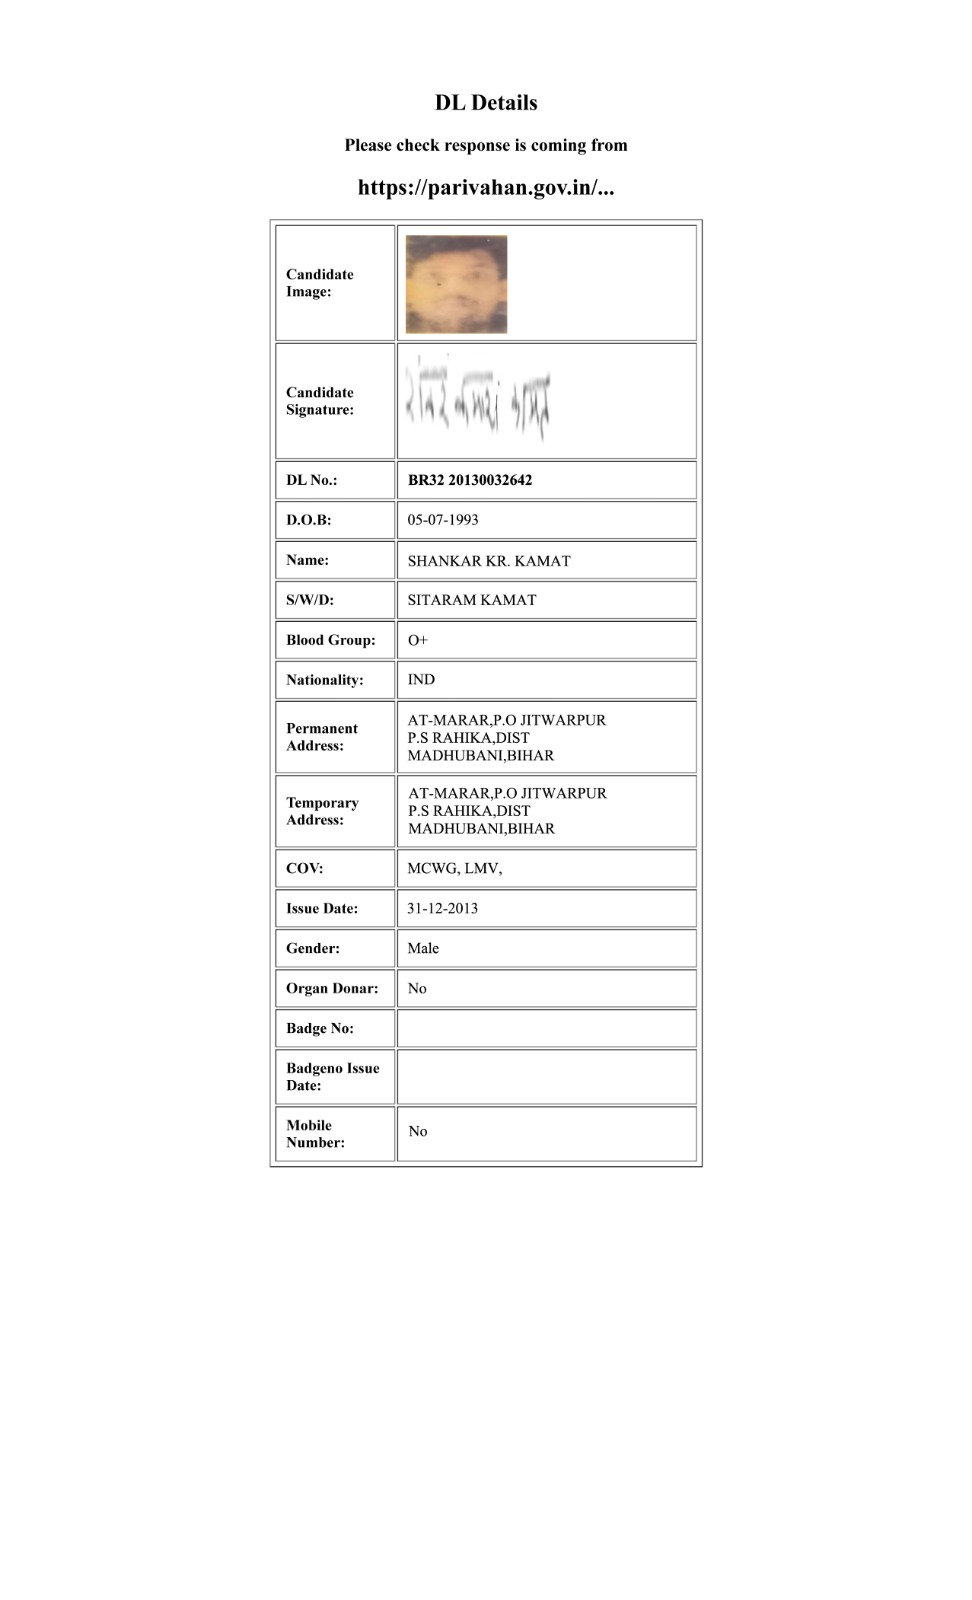 DL Details
Please check response is coming from
https://parivahan.gov.in/...
Candidate
Image:
Candidate
Signature:
DL No.: BR32 20130032642
D.O.B: 05-07-1993
Name: SHANKAR KR. KAMAT
S/W/D: SITARAM KAMAT
Blood Group: O+
Nationality: IND
Permanent
Address:
AT-MARAR,P.O JITWARPUR
P.S RAHIKA,DIST
MADHUBANI,BIHAR
Temporary
Address:
AT-MARAR,P.O JITWARPUR
P.S RAHIKA,DIST
MADHUBANI,BIHAR
COV: MCWG, LMV,
Issue Date: 31-12-2013
Gender: Male
Organ Donar: No
Badge No:
Badgeno Issue
Date:
Mobile
Number:
No